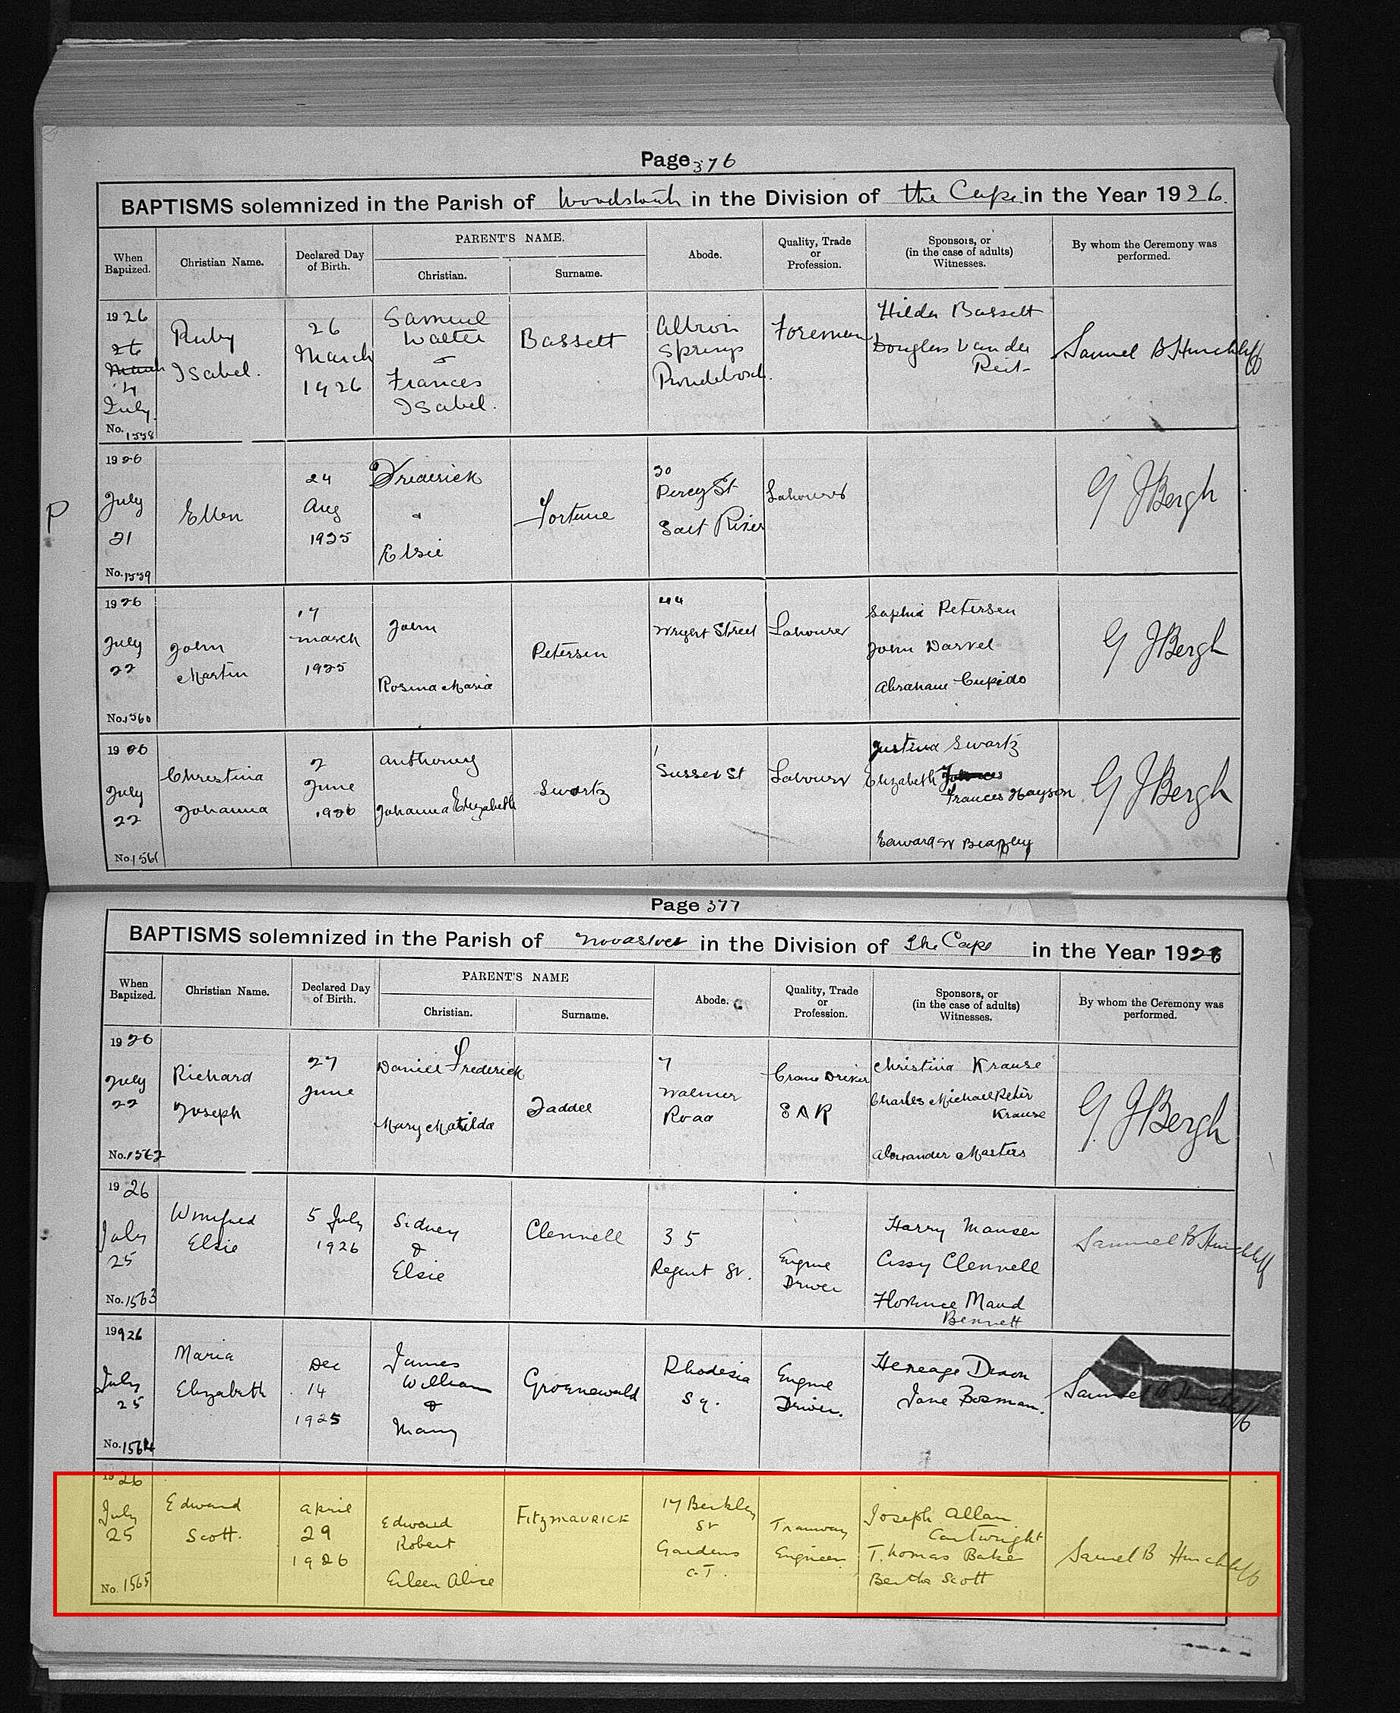 Page 376
BAPTISMS solemnized in the Parish of Woodstock in the Division of the Cape in the Year 1926.
When Baptized.
Christian Name.
Declared Day of Birth.
PARENT'S NAME.
Christian.
Surname.
Abode.
Quality, Trade or Profession.
Sponsors, or (in the case of adults) Witnesses.
By whom the Ceremony was performed.
1926
26
March
July.
No. 1558
Ruby
Isabel.
26
March
1926
Samuel
Walter
&
Frances
Isabel.
Bassett
Albion
Springs
Rondebosch.
Foreman
Hilda Bassett
Douglas Van de
Samuel B Hinchliff
P
1926
July
21
No. 1559
Ellen
24
Aug
1925
Frederick
&
Elsie
Fortune
30
Percy St
Salt River
Labourer
G J Bergh
1926
July
22
No. 1560
John
Martin
17
March
1925
John
Rosina Maria
Petersen
44
Wright Street
Labourer
Sophia Petersen
John Darvel
Abraham Cupido
G J Bergh
1926
July
22
No. 1561
Chrestina
Johanna
2
June
1926
Anthony
Johanna Elizabeth
Swartz
1
Sussex St
Labourer
Justina Swartz
Elizabeth
Frances Hayson
Edward W
G J Bergh
Page 377
BAPTISMS solemnized in the Parish of in the Division of The Cape in the Year 1926
When Baptized.
Christian Name.
Declared Day of Birth.
PARENT'S NAME
Christian.
Surname.
Abode.
Quality, Trade or Profession.
Sponsors, or (in the case of adults) Witnesses.
By whom the Ceremony was performed.
1926
July
22
No. 1562
Richard
Joseph
27
June
Daniel Frederick
Mary Matilda
Taddel
7
Walmer
Road
Crane Driver
S A R
Christina Krause
Charles Michael Peter
Krause
Alexander Masters
G J Bergh
1926
July
25
No. 1563
Winifred
Elsie
5 July
1926
Sidney
&
Elsie
Clennell
35
Regent St.
Engine
Driver
Harry Manser
Cissy Clennell
Florence Maud
Bennett
Samuel B Hinchliff
1926
July
25
No. 1564
Maria
Elizabeth
Dec
14
1925
James
William
&
Mary
Groenewald
Rhodesia
Sq.
Engine
Driver.
Heneage Dixon
Jane Bosman.
Samuel B Hinchliff
1926
July
25
No. 1565
Edward
Scott.
April
29
1926
Edward
Robert
Eileen Alice
FITZMAURICE
17 Berkley
St
Gardens
C.T.
Tramway
Engineer
Joseph Allan
Cartwright
Thomas Baker
Bertha Scott
Samuel B Hinchliff